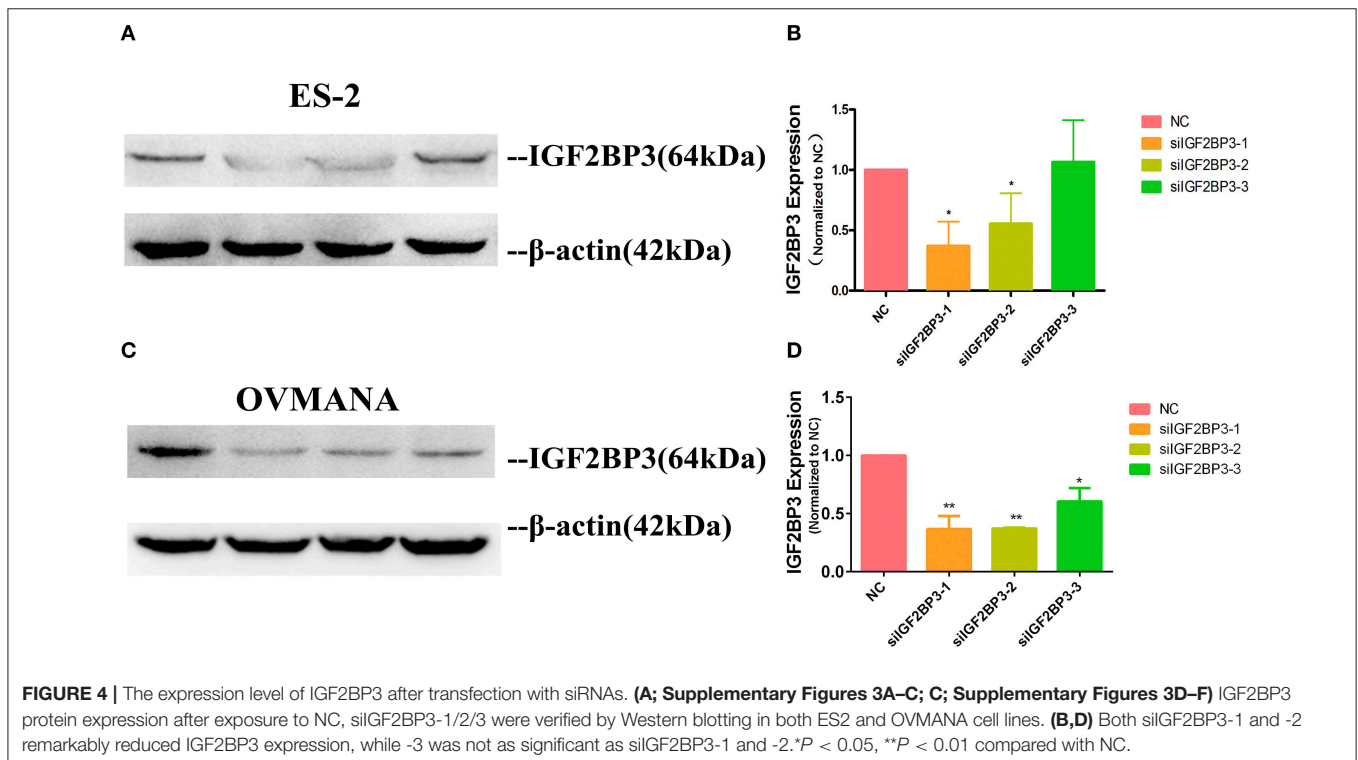 A
ES-2
--IGF2BP3(64kDa)
--β-actin(42kDa)
B
IGF2BP3 Expression
(Normalized to NC)
1.5
1.0
0.5
0.0
*
*
NC
siIGF2BP3-1
siIGF2BP3-2
siIGF2BP3-3
NC
siIGF2BP3-1
siIGF2BP3-2
siIGF2BP3-3
C
OVMANA
--IGF2BP3(64kDa)
--β-actin(42kDa)
D
IGF2BP3 Expression
(Normalized to NC)
1.5
1.0
0.5
0.0
**
**
*
NC
siIGF2BP3-1
siIGF2BP3-2
siIGF2BP3-3
NC
siIGF2BP3-1
siIGF2BP3-2
siIGF2BP3-3
FIGURE 4 | The expression level of IGF2BP3 after transfection with siRNAs. (A; Supplementary Figures 3A–C; C; Supplementary Figures 3D–F) IGF2BP3
protein expression after exposure to NC, siIGF2BP3-1/2/3 were verified by Western blotting in both ES2 and OVMANA cell lines. (B,D) Both siIGF2BP3-1 and -2
remarkably reduced IGF2BP3 expression, while -3 was not as significant as siIGF2BP3-1 and -2.*P < 0.05, **P < 0.01 compared with NC.